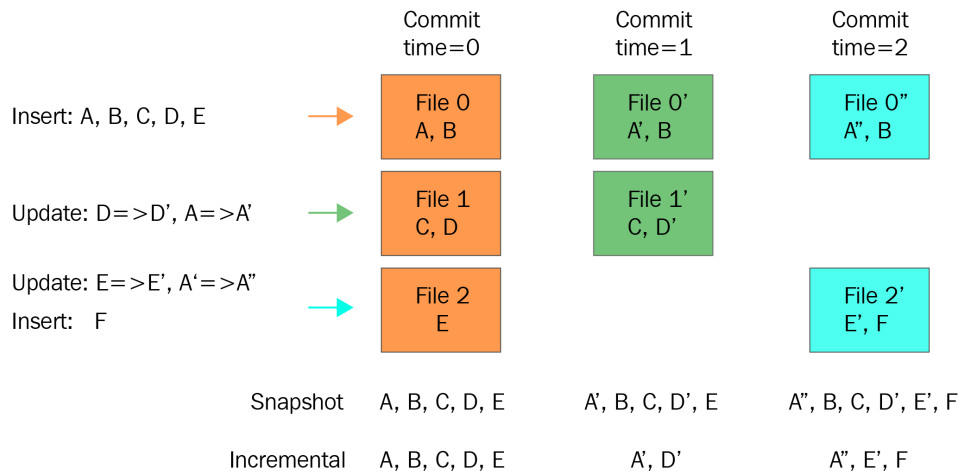 Commit
time=0
Commit
time=1
Commit
time=2
Insert: A, B, C, D, E
File 0
A, B
File 0’
A’, B
File 0”
A”, B
Update: D=>D’, A=>A’
File 1
C, D
File 1’
C, D’
Update: E=>E’, A‘=>A”
Insert: F
File 2
E
File 2’
E’, F
Snapshot
A, B, C, D, E
A’, B, C, D’, E
A”, B, C, D’, E’, F
Incremental
A, B, C, D, E
A’, D’
A”, E’, F